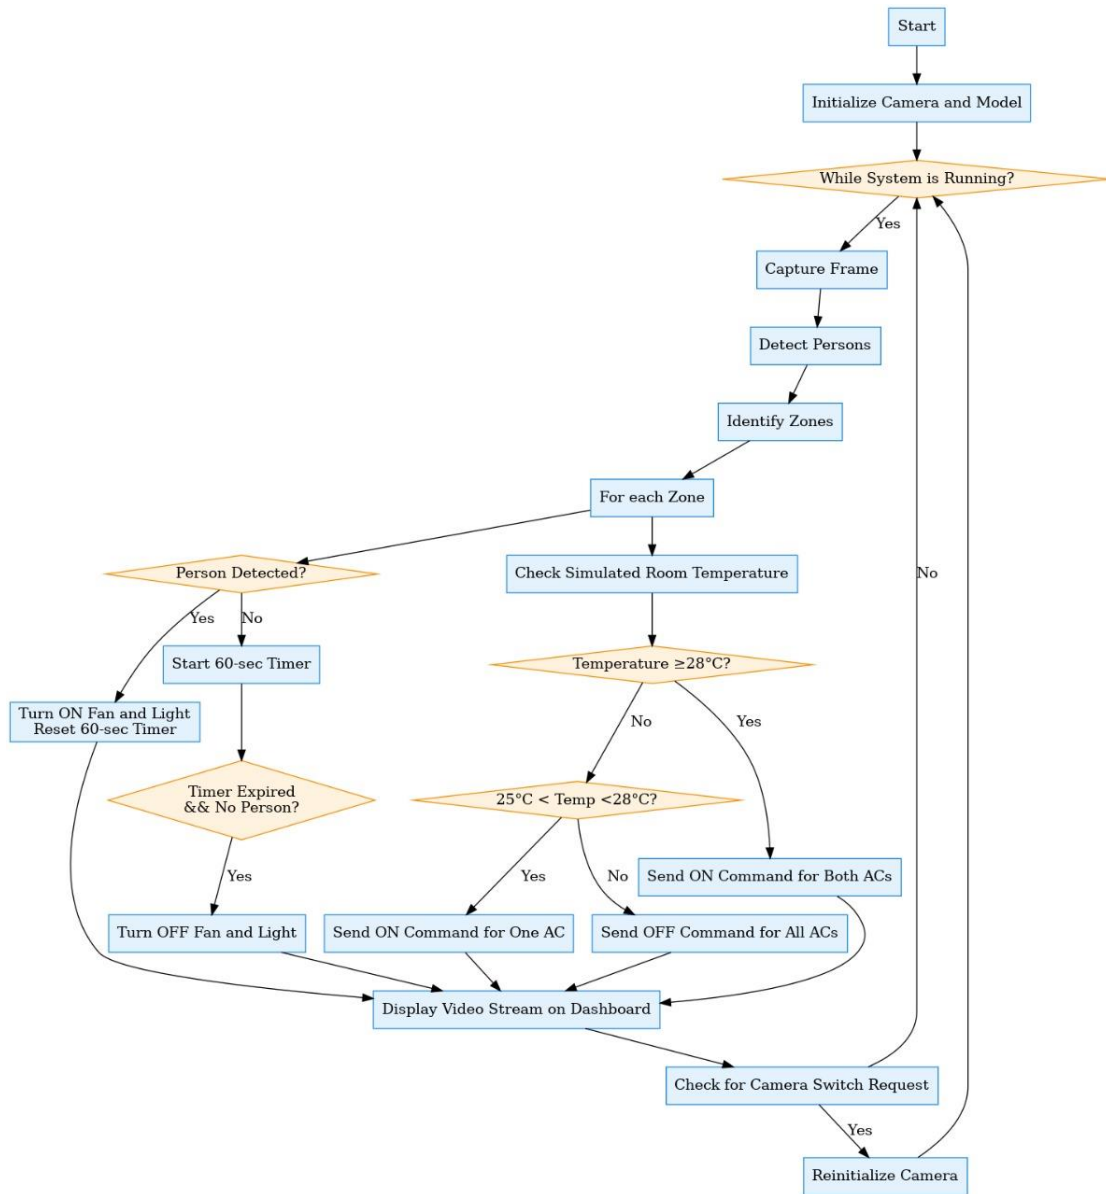 Start
Initialize Camera and Model
While System is Running?
Yes
Capture Frame
Detect Persons
Identify Zones
For each Zone
Person Detected?
Check Simulated Room Temperature
No
Yes
No
Start 60-sec Timer
Temperature ≥28°C?
Turn ON Fan and Light
Reset 60-sec Timer
No
Yes
Timer Expired
&& No Person?
25°C < Temp <28°C?
Yes
Yes
No
Send ON Command for Both ACs
Turn OFF Fan and Light
Send ON Command for One AC
Send OFF Command for All ACs
Display Video Stream on Dashboard
Check for Camera Switch Request
Yes
Reinitialize Camera